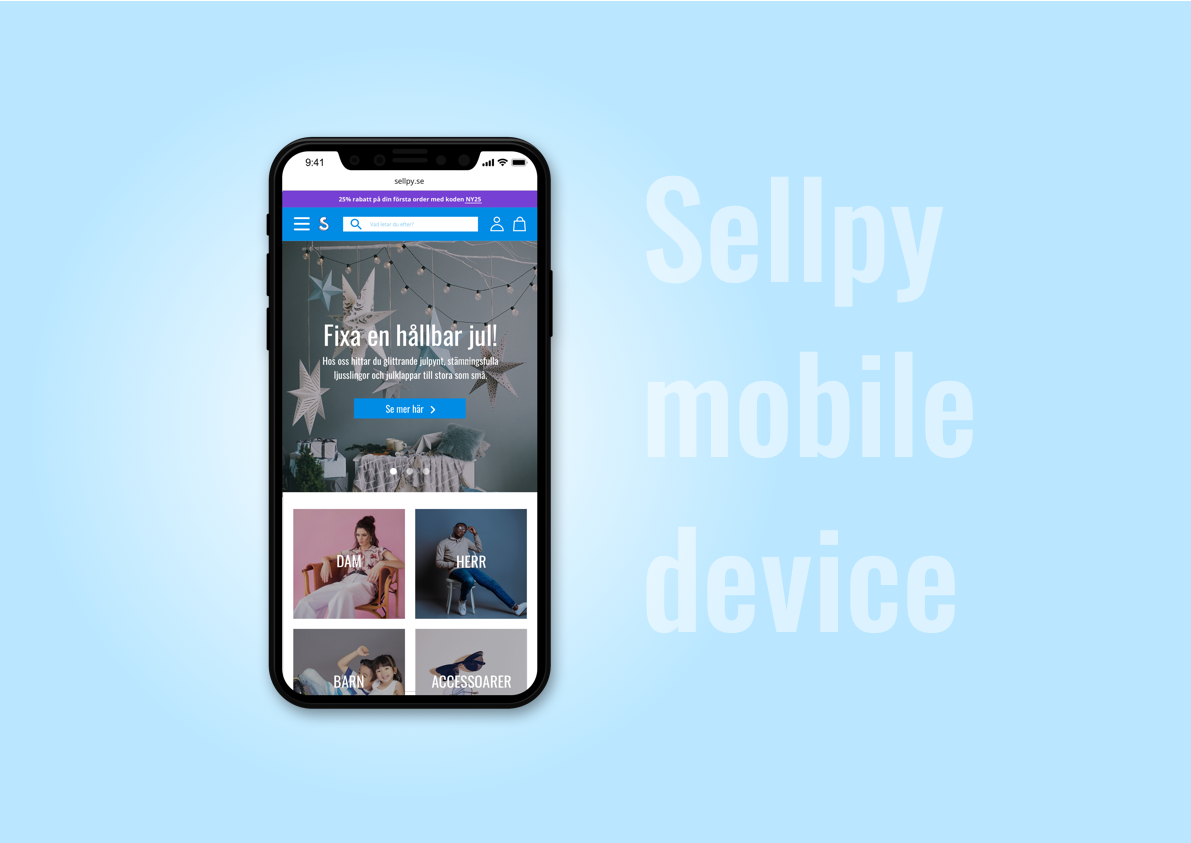 9:41
sellpy.se
25% rabatt på din första order med koden NY25
Vad letar du efter?
Fixa en hållbar jul!
Hos oss hittar du glittrande julpynt, stämningsfulla
ljusslingor och julklappar till stora som små.
Se mer här
DAM
HERR
BARN
ACCESSOARER
Sellpy
mobile
device